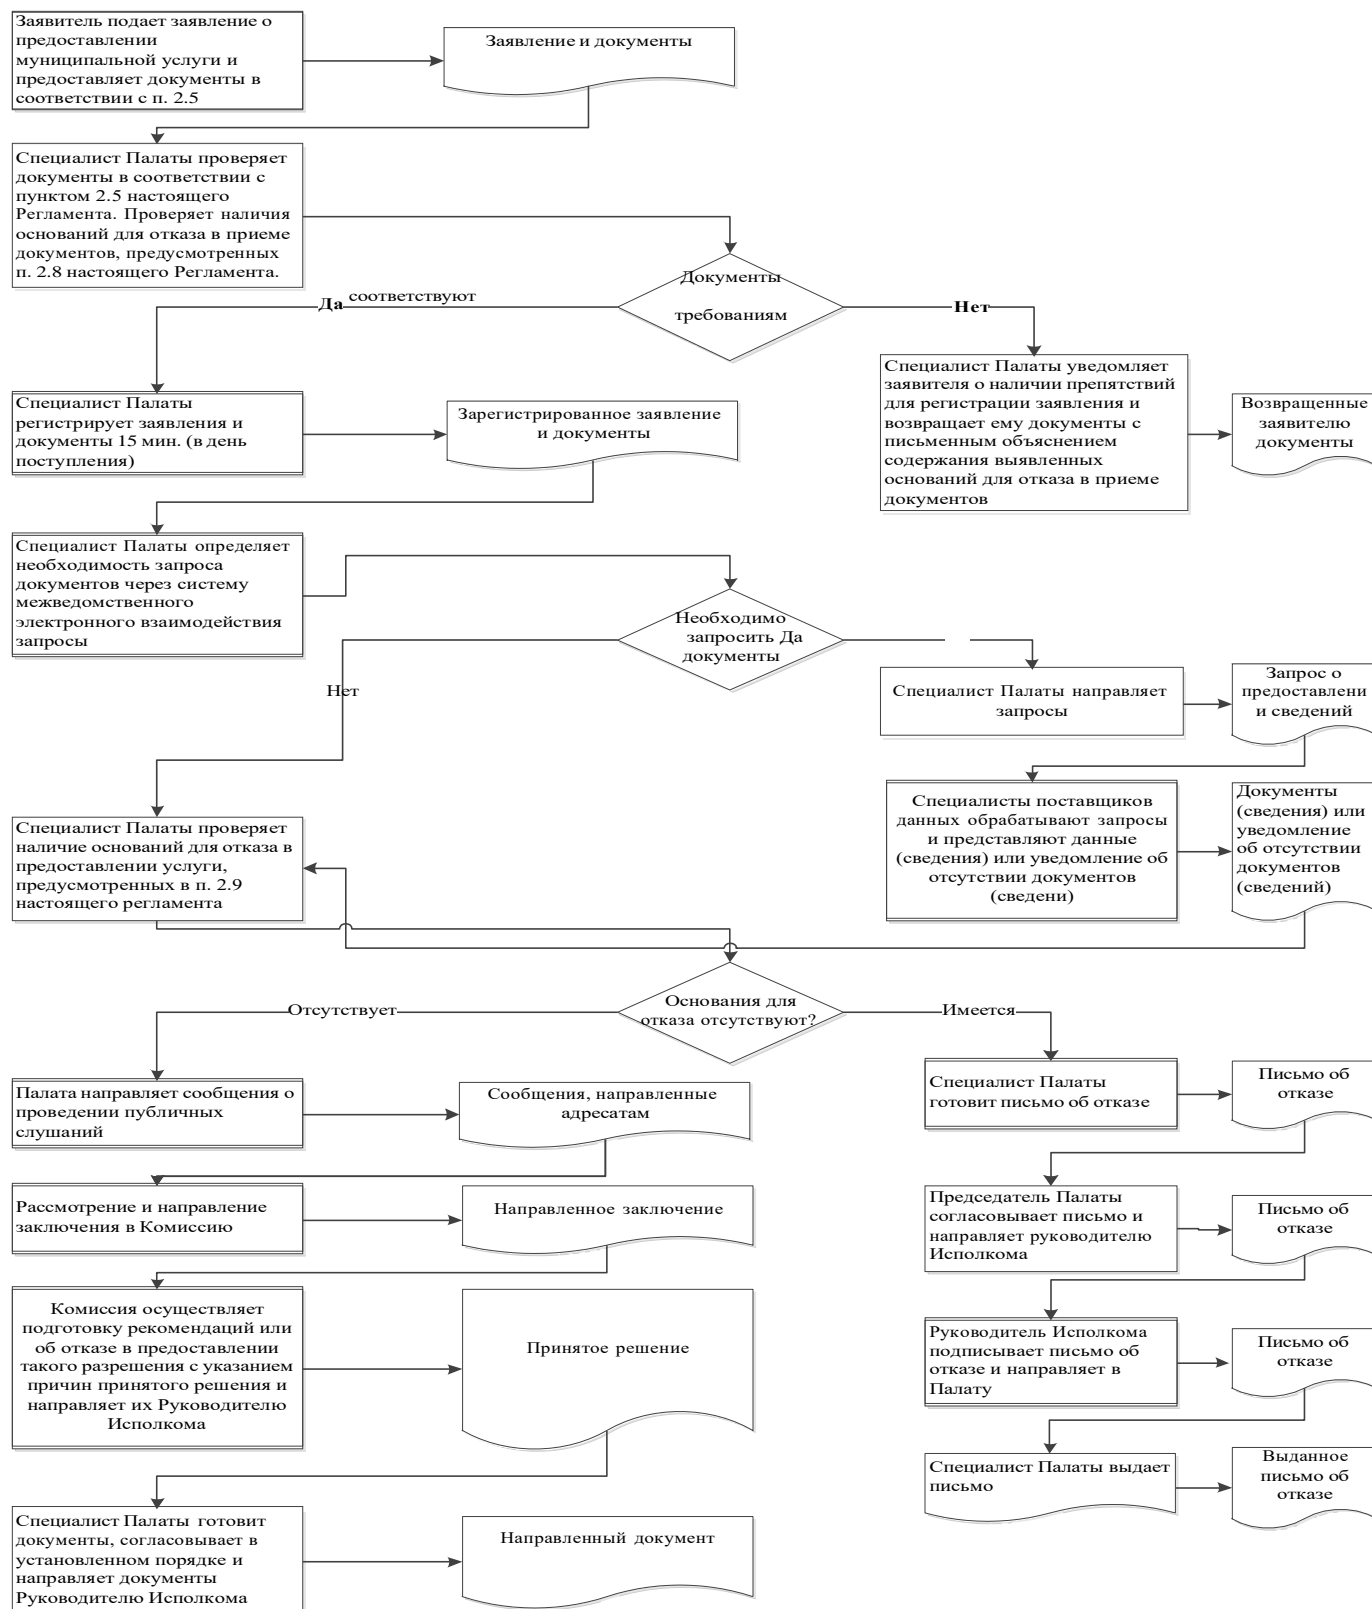 Заявитель подает заявление о
предоставлении
муниципальной услуги и
предоставляет документы в
соответствии с п. 2.5
Заявление и документы
Специалист Палаты проверяет
документы в соответствии с
пунктом 2.5 настоящего
Регламента. Проверяет наличия
оснований для отказа в приеме
документов, предусмотренных
п. 2.8 настоящего Регламента.
Документы
требованиям
Да соответствуют
Нет
Специалист Палаты
регистрирует заявления и
документы 15 мин. (в день
поступления)
Зарегистрированное заявление
и документы
Специалист Палаты уведомляет
заявителя о наличии препятствий
для регистрации заявления и
возвращает ему документы с
письменным объяснением
содержания выявленных
оснований для отказа в приеме
документов
Возвращенные
заявителю
документы
Специалист Палаты определяет
необходимость запроса
документов через систему
межведомственного
электронного взаимодействия
запросы
Необходимо
запросить Да
документы
Нет
Специалист Палаты направляет
запросы
Запрос о
предоставлени
и сведений
Специалисты поставщиков
данных обрабатывают запросы
и представляют данные
(сведения) или уведомление об
отсутствии документов
(сведени)
Документы
(сведения) или
уведомление
об отсутствии
документов
(сведений)
Специалист Палаты проверяет
наличие оснований для отказа в
предоставлении услуги,
предусмотренных в п. 2.9
настоящего регламента
Основания для
отказа отсутствуют?
Отсутствует
Имеется
Палата направляет сообщения о
проведении публичных
слушаний
Сообщения, направленные
адресатам
Специалист Палаты
готовит письмо об отказе
Письмо об
отказе
Рассмотрение и направление
заключения в Комиссию
Направленное заключение
Председатель Палаты
согласовывает письмо и
направляет руководителю
Исполкома
Письмо об
отказе
Комиссия осуществляет
подготовку рекомендаций или
об отказе в предоставлении
такого разрешения с указанием
причин принятого решения и
направляет их Руководителю
Исполкома
Принятое решение
Руководитель Исполкома
подписывает письмо об
отказе и направляет в
Палату
Письмо об
отказе
Специалист Палаты выдает
письмо
Выданное
письмо об
отказе
Специалист Палаты готовит
документы, согласовывает в
установленном порядке и
направляет документы
Руководителю Исполкома
Направленный документ